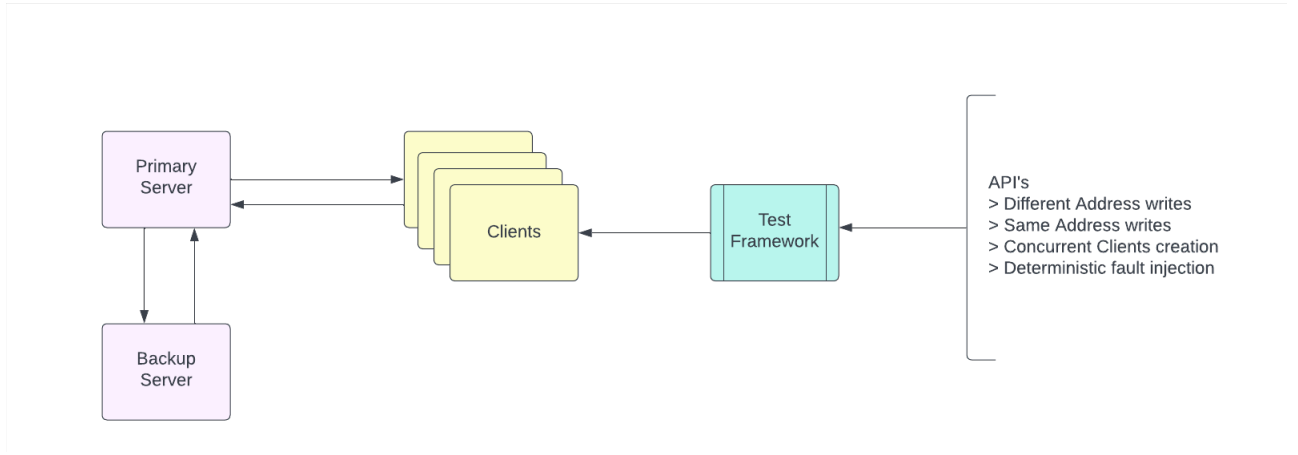 Primary
Server
Backup
Server
Clients
Test
Framework
API's
> Different Address writes
> Same Address writes
> Concurrent Clients creation
> Deterministic fault injection